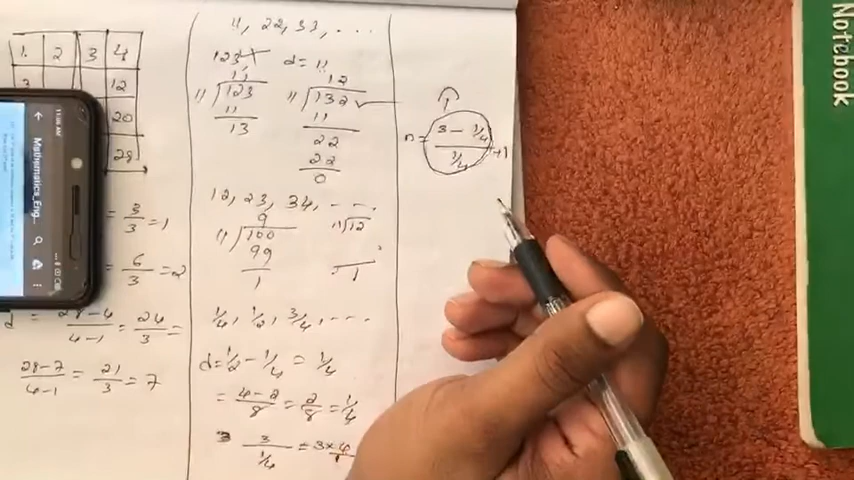 1. 2 3 4
12
20
28
= 3/3 = 1
= 6/3 = 2
d = 28-4/4-1 = 24/3 =
28-7/4-1 = 21/3 = 7
11, 22, 33, ....
d = 11
11
11)123
11
13
12
11)132
11
22
22
0
12, 23, 34, ----
9
11)100
99
1
11)12
1
1/4, 1/2, 3/4, ----
d = 1/2 - 1/4 = 1/4
= 4-2/8 = 2/8 = 1/4
3/1/4 = 3×4/1
n = 3 - 1/4 / 1/4 +1
Mathematics_Eng
Notebook